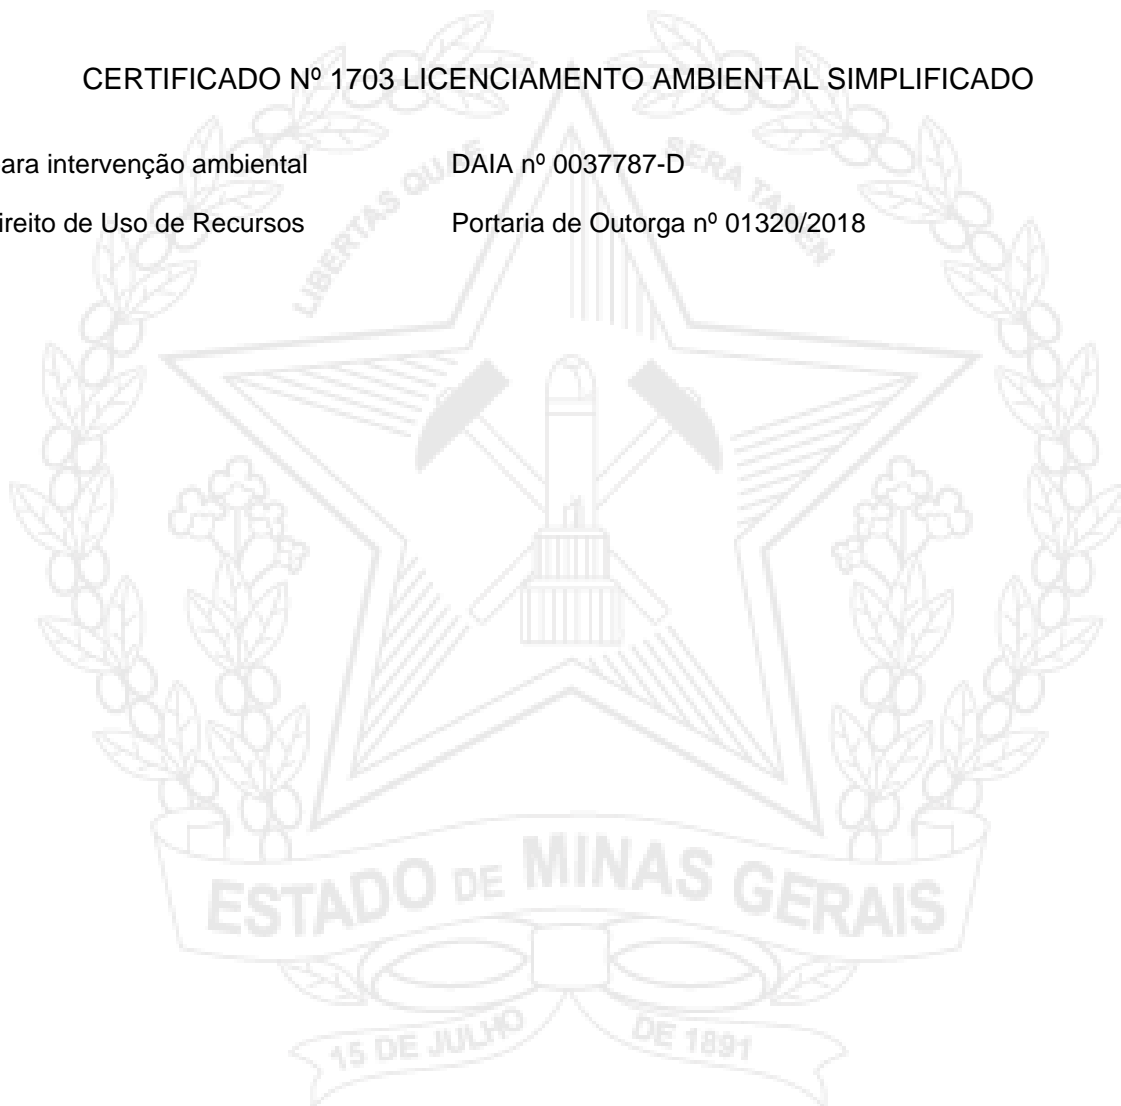 CERTIFICADO Nº 1703 LICENCIAMENTO AMBIENTAL SIMPLIFICADO
ara intervenção ambiental DAIA nº 0037787-D
ireito de Uso de Recursos Portaria de Outorga nº 01320/2018
LIBERTAS QUAE SERA TAMEN
ESTADO DE MINAS GERAIS
15 DE JULHO DE 1891